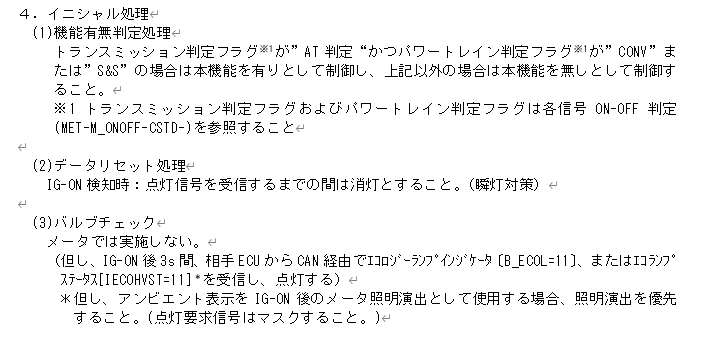 ４．イニシャル処理
(1)機能有無判定処理
トランスミッション判定フラグ※1が”AT判定“かつパワートレイン判定フラグ※1が”CONV”ま
たは”S&S”の場合は本機能を有りとして制御し、上記以外の場合は本機能を無しとして制御す
ること。
※1 トランスミッション判定フラグおよびパワートレイン判定フラグは各信号 ON-OFF 判定
(MET-M_ONOFF-CSTD-)を参照すること
(2)データリセット処理
IG-ON 検知時：点灯信号を受信するまでの間は消灯とすること。(瞬灯対策)
(3)バルブチェック
メータでは実施しない。
(但し、IG-ON 後 3s 間、相手 ECU から CAN 経由でｴｺﾛｼﾞｰﾗﾝﾌﾟｲﾝｼﾞｹｰﾀ〔B_ECOL=11〕、またはｴｺﾗﾝﾌﾟ
ｽﾃｰﾀｽ[IECOHVST=11]*を受信し、点灯する)
＊但し、アンビエント表示を IG-ON 後のメータ照明演出として使用する場合、照明演出を優先
すること。(点灯要求信号はマスクすること。)